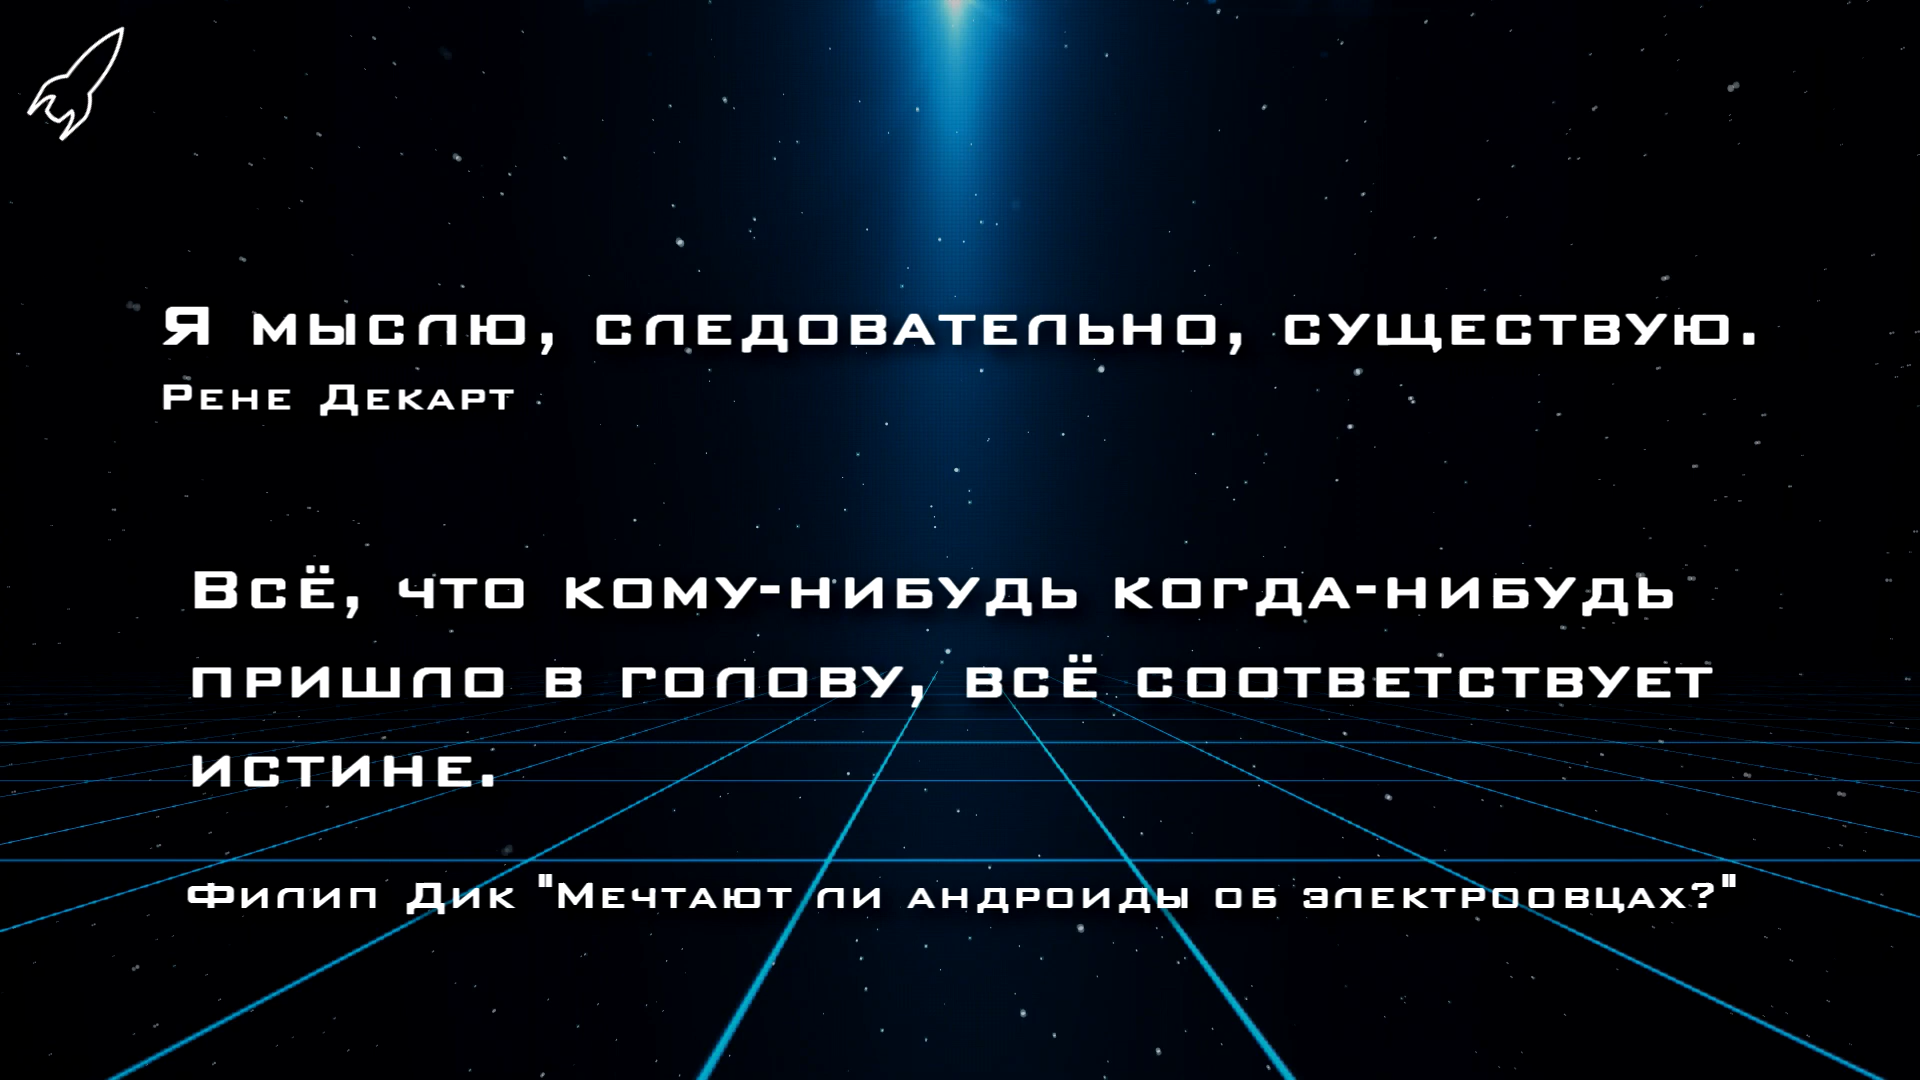 Я мыслю, следовательно, существую.
Рене Декарт
Всё, что кому-нибудь когда-нибудь
пришло в голову, всё соответствует
истине.
Филип Дик "Мечтают ли андроиды об электроовцах?"